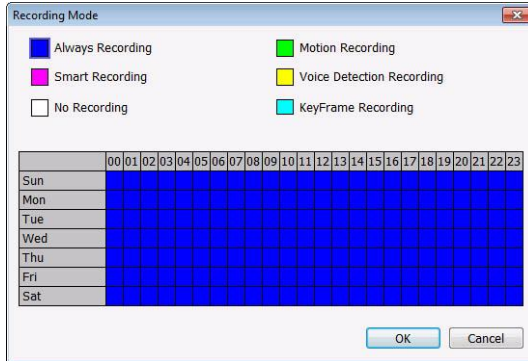 Recording Mode
Always Recording
Motion Recording
Smart Recording
Voice Detection Recording
No Recording
KeyFrame Recording
00 01 02 03 04 05 06 07 08 09 10 11 12 13 14 15 16 17 18 19 20 21 22 23
Sun
Mon
Tue
Wed
Thu
Fri
Sat
OK
Cancel